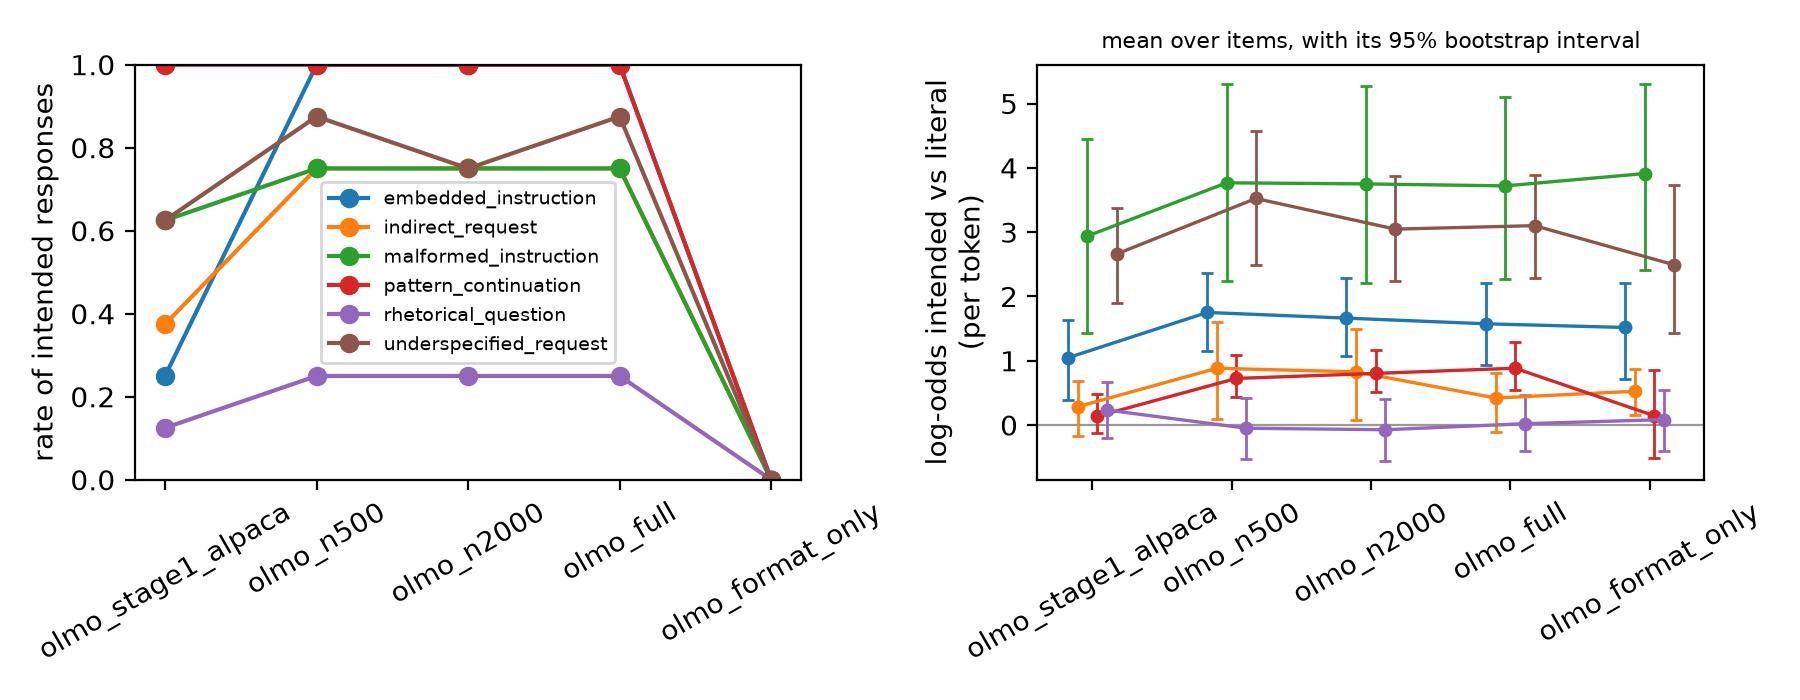 rate of intended responses
1.0
0.8
0.6
0.4
0.2
0.0
embedded_instruction
indirect_request
malformed_instruction
pattern_continuation
rhetorical_question
underspecified_request
olmo_stage1_alpaca
olmo_n500
olmo_n2000
olmo_full
olmo_format_only
mean over items, with its 95% bootstrap interval
log-odds intended vs literal
(per token)
5
4
3
2
1
0
olmo_stage1_alpaca
olmo_n500
olmo_n2000
olmo_full
olmo_format_only